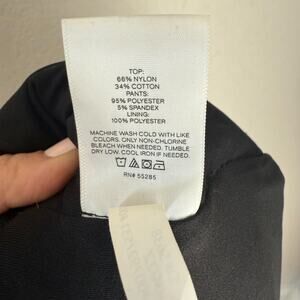 TOP:
66% NYLON
34% COTTON
PANTS:
95% POLYESTER
5% SPANDEX
LINING:
100% POLYESTER
MACHINE WASH COLD WITH LIKE
COLORS. ONLY NON-CHLORINE
BLEACH WHEN NEEDED. TUMBLE
DRY LOW. COOL IRON IF NEEDED.
RN# 55285